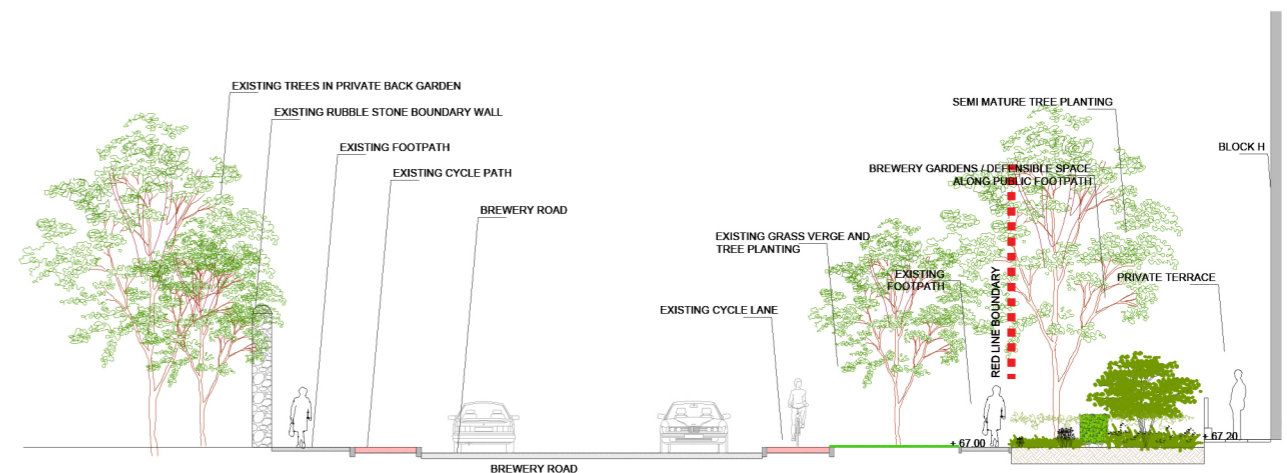 EXISTING TREES IN PRIVATE BACK GARDEN
EXISTING RUBBLE STONE BOUNDARY WALL
EXISTING FOOTPATH
EXISTING CYCLE PATH
BREWERY ROAD
SEMI MATURE TREE PLANTING
BLOCK H
BREWERY GARDENS / DEFENSIBLE SPACE
ALONG PUBLIC FOOTPATH
EXISTING GRASS VERGE AND
TREE PLANTING
EXISTING
FOOTPATH
PRIVATE TERRACE
EXISTING CYCLE LANE
RED LINE BOUNDARY
+ 67.00
+ 67.20
BREWERY ROAD